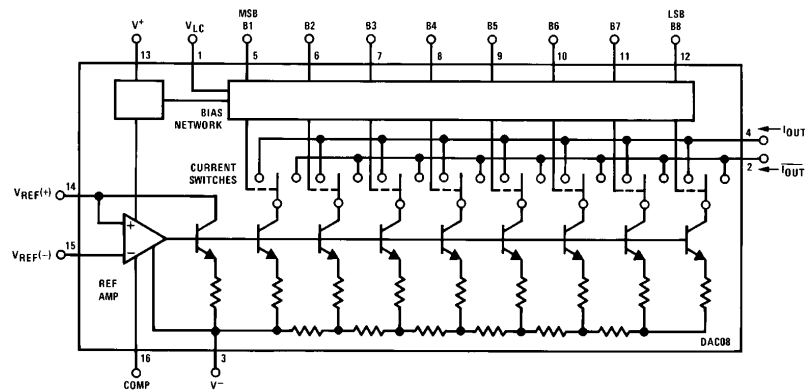 V+ VLC MSB B1 B2 B3 B4 B5 B6 B7 LSB B8
13 1 5 6 7 8 9 10 11 12
BIAS
NETWORK
4 IOUT
CURRENT
SWITCHES
2 IOUT
VREF(+) 14
VREF(−) 15
REF
AMP
DAC08
16 3
COMP V−